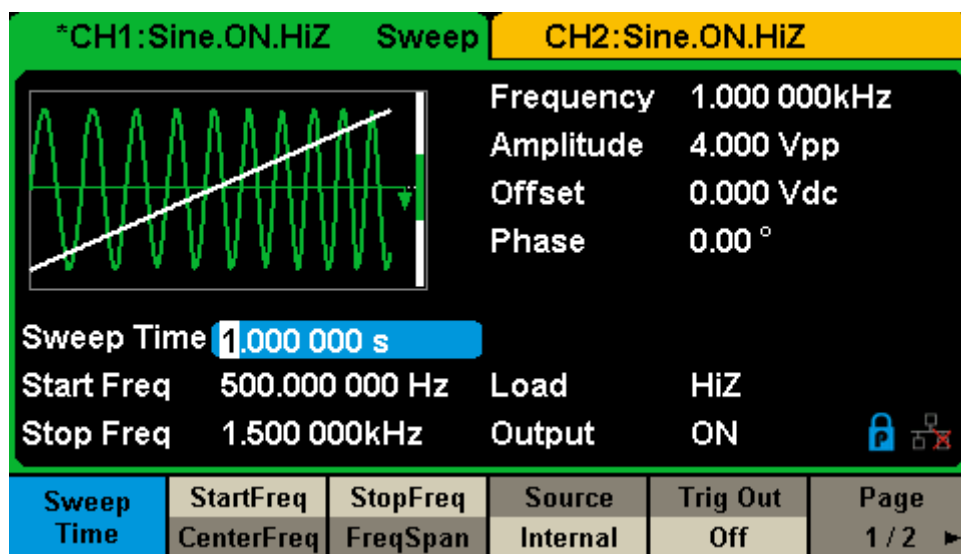 *CH1:Sine.ON.HiZ Sweep CH2:Sine.ON.HiZ
Frequency 1.000 000kHz
Amplitude 4.000 Vpp
Offset 0.000 Vdc
Phase 0.00 °
Sweep Time 1.000 000 s
Start Freq 500.000 000 Hz Load HiZ
Stop Freq 1.500 000kHz Output ON P
Sweep Time StartFreq StopFreq Source Trig Out Page
CenterFreq FreqSpan Internal Off 1/2 ►